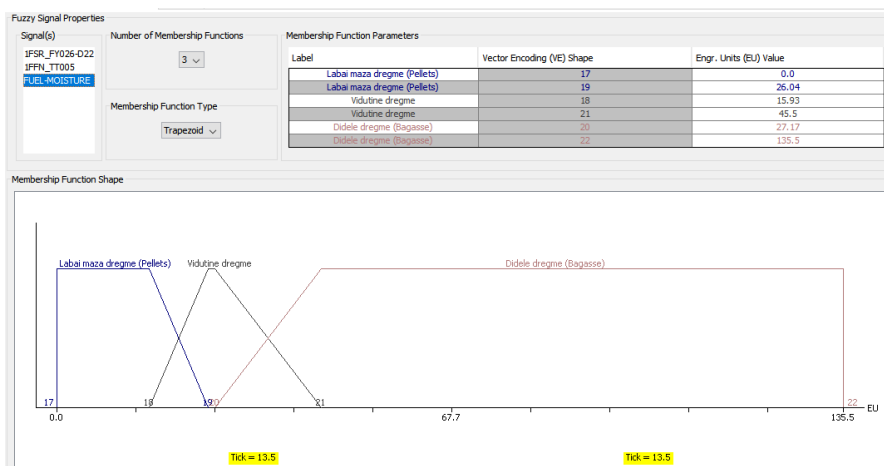 Fuzzy Signal Properties
Signal(s)
1FSR_FY026-D22
1FFN_TT005
FUEL-MOISTURE
Number of Membership Functions
3
Membership Function Type
Trapezoid
Membership Function Parameters
Label Vector Encoding (VE) Shape Engr. Units (EU) Value
Labai maza dregme (Pellets) 17 0.0
Labai maza dregme (Pellets) 19 26.04
Vidutine dregme 18 15.93
Vidutine dregme 21 45.5
Didele dregme (Bagasse) 20 27.17
Didele dregme (Bagasse) 22 135.5
Membership Function Shape
Labai maza dregme (Pellets) Vidutine dregme Didele dregme (Bagasse)
17 18 19 20 21 22 EU
0.0 67.7 135.5
Tick = 13.5 Tick = 13.5